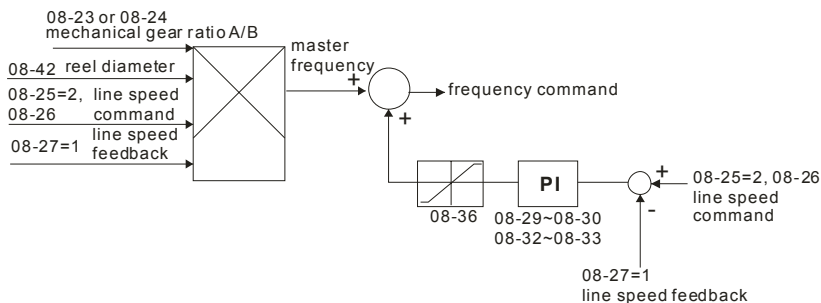 08-23 or 08-24
mechanical gear ratio A/B
08-42 reel diameter
08-25=2, line speed
08-26 command
08-27=1 line speed
feedback
master
frequency
+
frequency command
+
08-36
PI
08-29~08-30
08-32~08-33
+
-
08-25=2, 08-26
line speed
command
08-27=1
line speed feedback